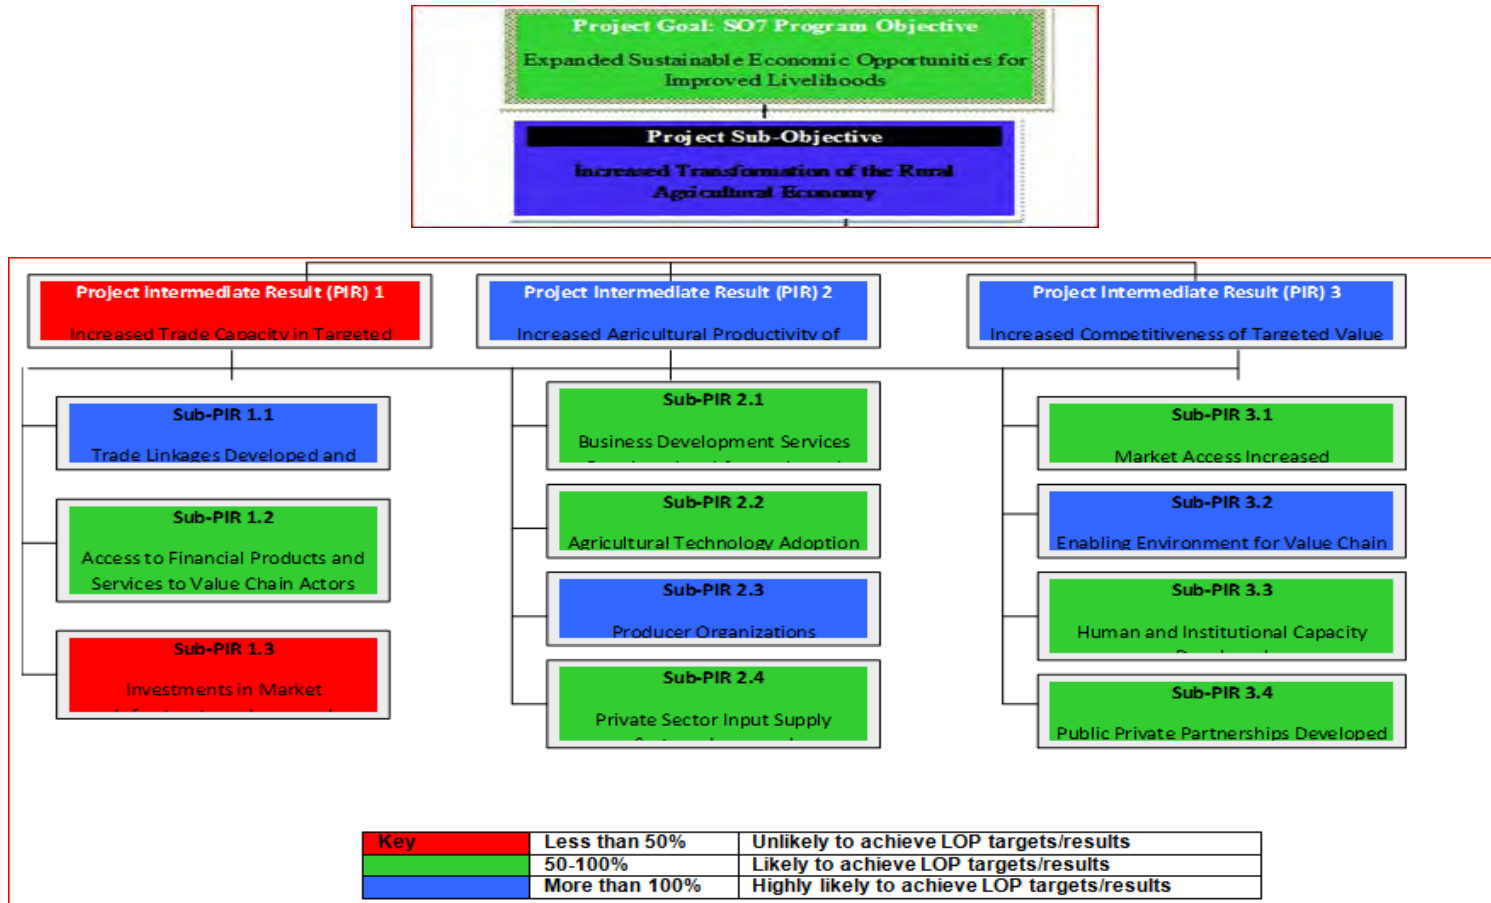 Project Goal: SO7 Program Objective
Expanded Sustainable Economic Opportunities for
Improved Livelihoods
Project Sub-Objective
Increased Transformation of the Rural
Agricultural Economy
Project Intermediate Result (PIR) 1
Increased Trade Capacity in Targeted
Project Intermediate Result (PIR) 2
Increased Agricultural Productivity of
Project Intermediate Result (PIR) 3
Increased Competitiveness of Targeted Value
Sub-PIR 1.1
Trade Linkages Developed and
Sub-PIR 1.2
Access to Financial Products and
Services to Value Chain Actors
Sub-PIR 1.3
Investments in Market
Sub-PIR 2.1
Business Development Services
Sub-PIR 2.2
Agricultural Technology Adoption
Sub-PIR 2.3
Producer Organizations
Sub-PIR 2.4
Private Sector Input Supply
Sub-PIR 3.1
Market Access Increased
Sub-PIR 3.2
Enabling Environment for Value Chain
Sub-PIR 3.3
Human and Institutional Capacity
Sub-PIR 3.4
Public Private Partnerships Developed
Key Less than 50% Unlikely to achieve LOP targets/results
50-100% Likely to achieve LOP targets/results
More than 100% Highly likely to achieve LOP targets/results